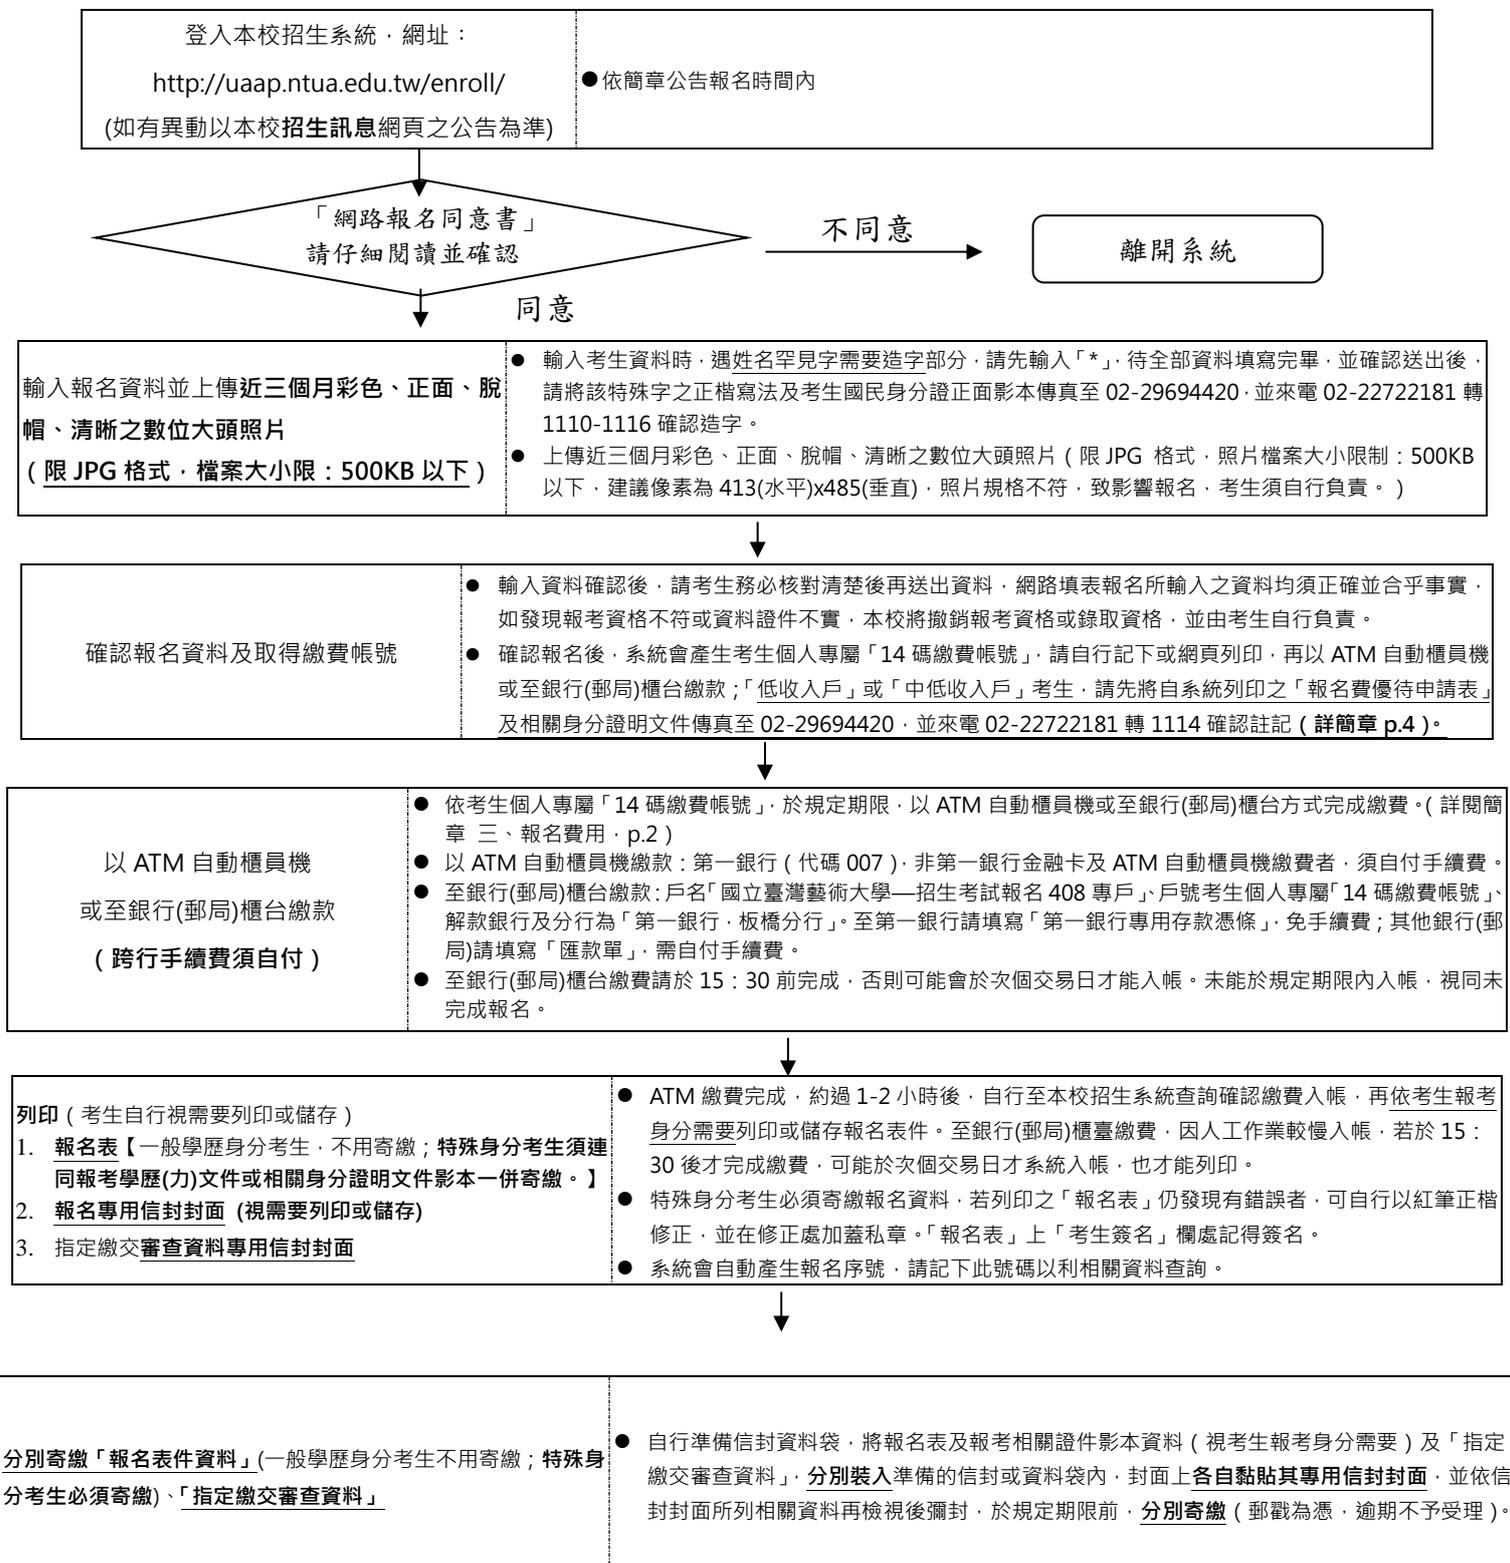 登入本校招生系統，網址：
http://uaap.ntua.edu.tw/enroll/
(如有異動以本校招生訊息網頁之公告為準)
●依簡章公告報名時間內
「網路報名同意書」
請仔細閱讀並確認
不同意
離開系統
同意
輸入報名資料並上傳近三個月彩色、正面、脫
帽、清晰之數位大頭照片
（限 JPG 格式，檔案大小限：500KB 以下）
● 輸入考生資料時，遇姓名罕見字需要造字部分，請先輸入「*」，待全部資料填寫完畢，並確認送出後，
請將該特殊字之正楷寫法及考生國民身分證正面影本傳真至 02-29694420，並來電 02-22722181 轉
1110-1116 確認造字。
● 上傳近三個月彩色、正面、脫帽、清晰之數位大頭照片（限 JPG 格式，照片檔案大小限制：500KB
以下，建議像素為 413(水平)x485(垂直)，照片規格不符，致影響報名，考生須自行負責。）
確認報名資料及取得繳費帳號
● 輸入資料確認後，請考生務必核對清楚後再送出資料，網路填表報名所輸入之資料均須正確並合乎事實，
如發現報考資格不符或資料證件不實，本校將撤銷報考資格或錄取資格，並由考生自行負責。
● 確認報名後，系統會產生考生個人專屬「14 碼繳費帳號」，請自行記下或網頁列印，再以 ATM 自動櫃員機
或至銀行(郵局)櫃台繳款；「低收入戶」或「中低收入戶」考生，請先將自系統列印之「報名費優待申請表」
及相關身分證明文件傳真至 02-29694420，並來電 02-22722181 轉 1114 確認註記（詳簡章 p.4）。
以 ATM 自動櫃員機
或至銀行(郵局)櫃台繳款
（跨行手續費須自付）
● 依考生個人專屬「14 碼繳費帳號」，於規定期限，以 ATM 自動櫃員機或至銀行(郵局)櫃台方式完成繳費。（詳閱簡
章 三、報名費用，p.2）
● 以 ATM 自動櫃員機繳款：第一銀行（代碼 007），非第一銀行金融卡及 ATM 自動櫃員機繳費者，須自付手續費。
● 至銀行(郵局)櫃台繳款：戶名「國立臺灣藝術大學—招生考試報名 408 專戶」、戶號考生個人專屬「14 碼繳費帳號」、
解款銀行及分行為「第一銀行，板橋分行」。至第一銀行請填寫「第一銀行專用存款憑條」，免手續費；其他銀行(郵
局)請填寫「匯款單」，需自付手續費。
● 至銀行(郵局)櫃台繳費請於 15：30 前完成，否則可能會於次個交易日才能入帳。未能於規定期限內入帳，視同未
完成報名。
列印（考生自行視需要列印或儲存）
1. 報名表【一般學歷身分考生，不用寄繳；特殊身分考生須連
同報考學歷(力)文件或相關身分證明文件影本一併寄繳。】
2. 報名專用信封封面 (視需要列印或儲存)
3. 指定繳交審查資料專用信封封面
● ATM 繳費完成，約過 1-2 小時後，自行至本校招生系統查詢確認繳費入帳，再依考生報考
身分需要列印或儲存報名表件。至銀行(郵局)櫃臺繳費，因人工作業較慢入帳，若於 15：
30 後才完成繳費，可能於次個交易日才系統入帳，也才能列印。
● 特殊身分考生必須寄繳報名資料，若列印之「報名表」仍發現有錯誤者，可自行以紅筆正楷
修正，並在修正處加蓋私章。「報名表」上「考生簽名」欄處記得簽名。
● 系統會自動產生報名序號，請記下此號碼以利相關資料查詢。
分別寄繳「報名表件資料」(一般學歷身分考生不用寄繳；特殊身
分考生必須寄繳)、「指定繳交審查資料」
● 自行準備信封資料袋，將報名表及報考相關證件影本資料（視考生報考身分需要）及「指定
繳交審查資料」，分別裝入準備的信封或資料袋內，封面上各自黏貼其專用信封封面，並依信
封封面所列相關資料再檢視後彌封，於規定期限前，分別寄繳（郵戳為憑，逾期不予受理）。